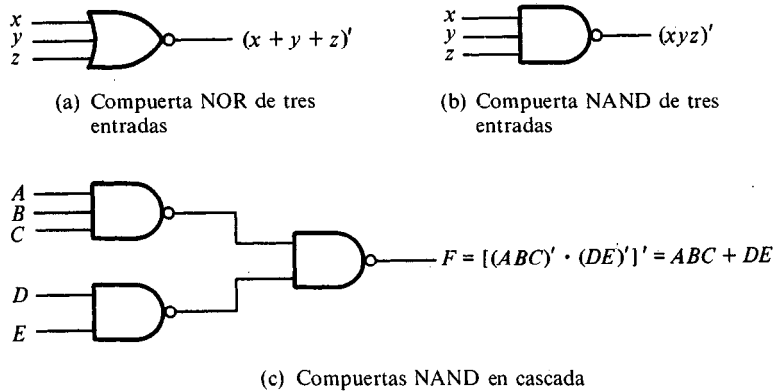 x
y
z
(x + y + z)′
(a) Compuerta NOR de tres
entradas
x
y
z
(xyz)′
(b) Compuerta NAND de tres
entradas
A
B
C
D
E
F = [(ABC)′ · (DE)′]′ = ABC + DE
(c) Compuertas NAND en cascada